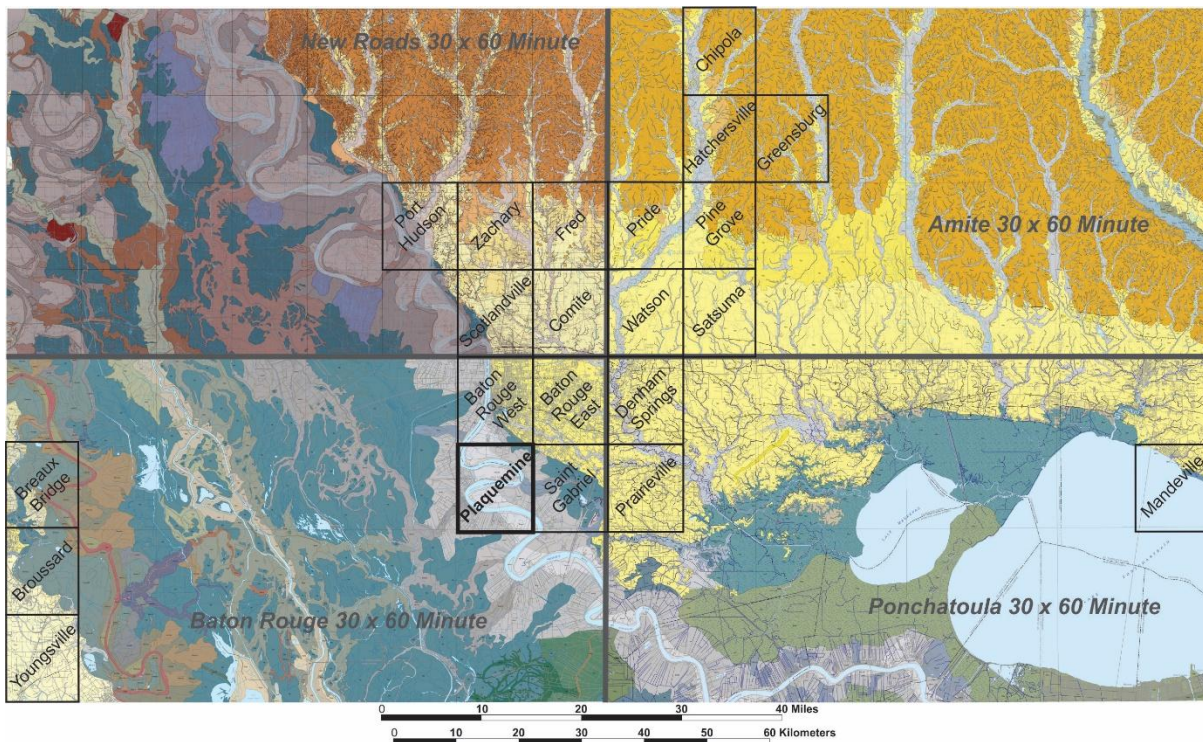 New Roads 30 x 60 Minute
Chipola
Hatchersville
Greensburg
Amite 30 x 60 Minute
Port
Hudson
Zachary
Fred
Pride
Pine
Grove
Scotlandville
Comite
Watson
Satsuma
Baton
Rouge
West
Baton
Rouge
East
Denham
Springs
Breaux
Bridge
Plaquemine
Saint
Gabriel
Prairieville
Mandeville
Broussard
Youngsville
Baton Rouge 30 x 60 Minute
Ponchatoula 30 x 60 Minute
0 10 20 30 40 Miles
0 10 20 30 40 50 60 Kilometers